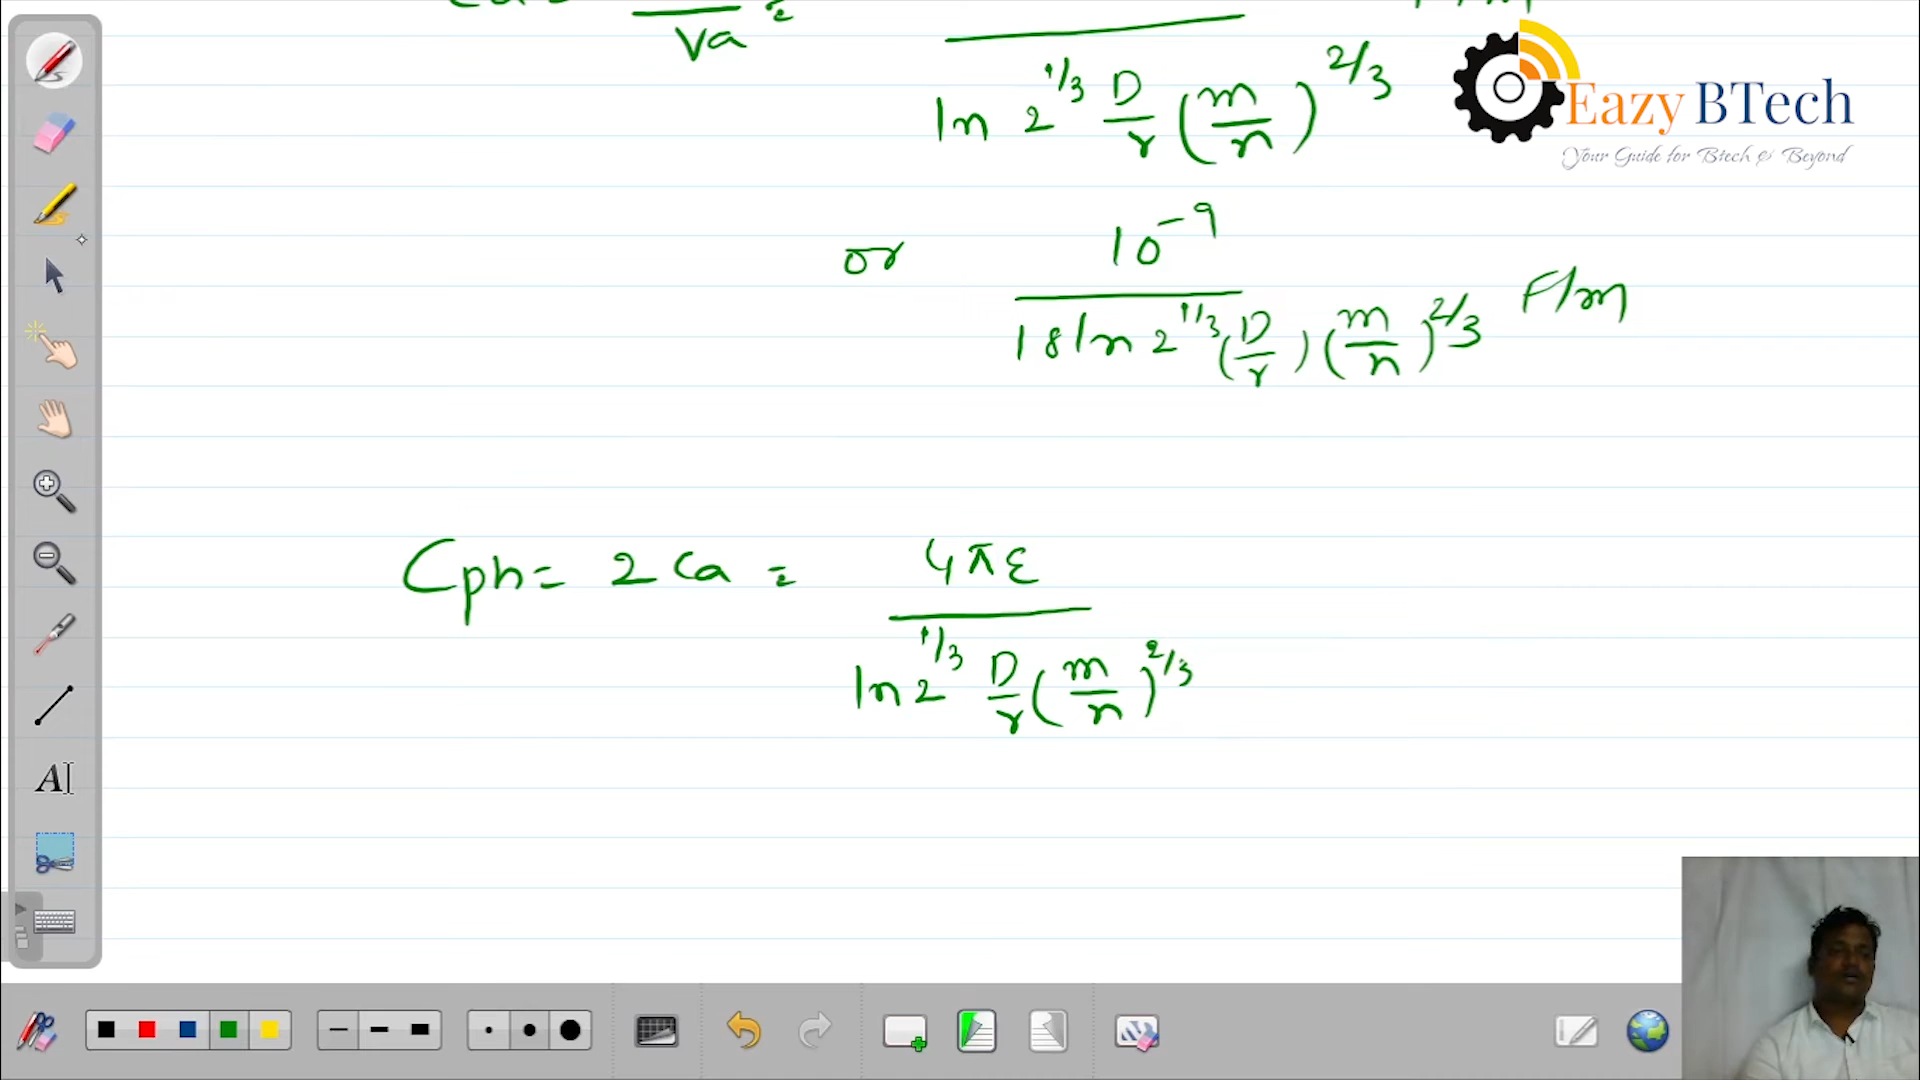 Va =
ln 2^1/3 D/r (m/n)^2/3
Eazy BTech
Your Guide for Btech & Beyond
or 10^-9 / 18 ln 2^1/3 (D/r) (m/n)^2/3 F/m
Cph = 2 Ca = 4πε / ln 2^1/3 D/r (m/n)^2/3
A